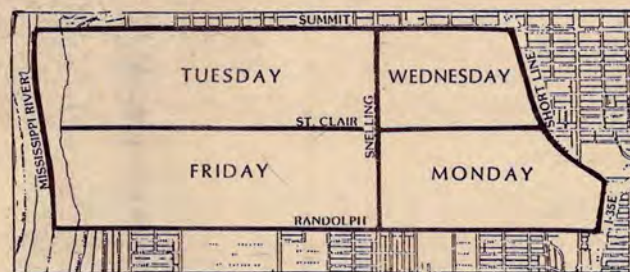 SUMMIT
TUESDAY
WEDNESDAY
SHORT LINE
MISSISSIPPI RIVER
SNELLING
ST. CLAIR
FRIDAY
MONDAY
I-35E
RANDOLPH